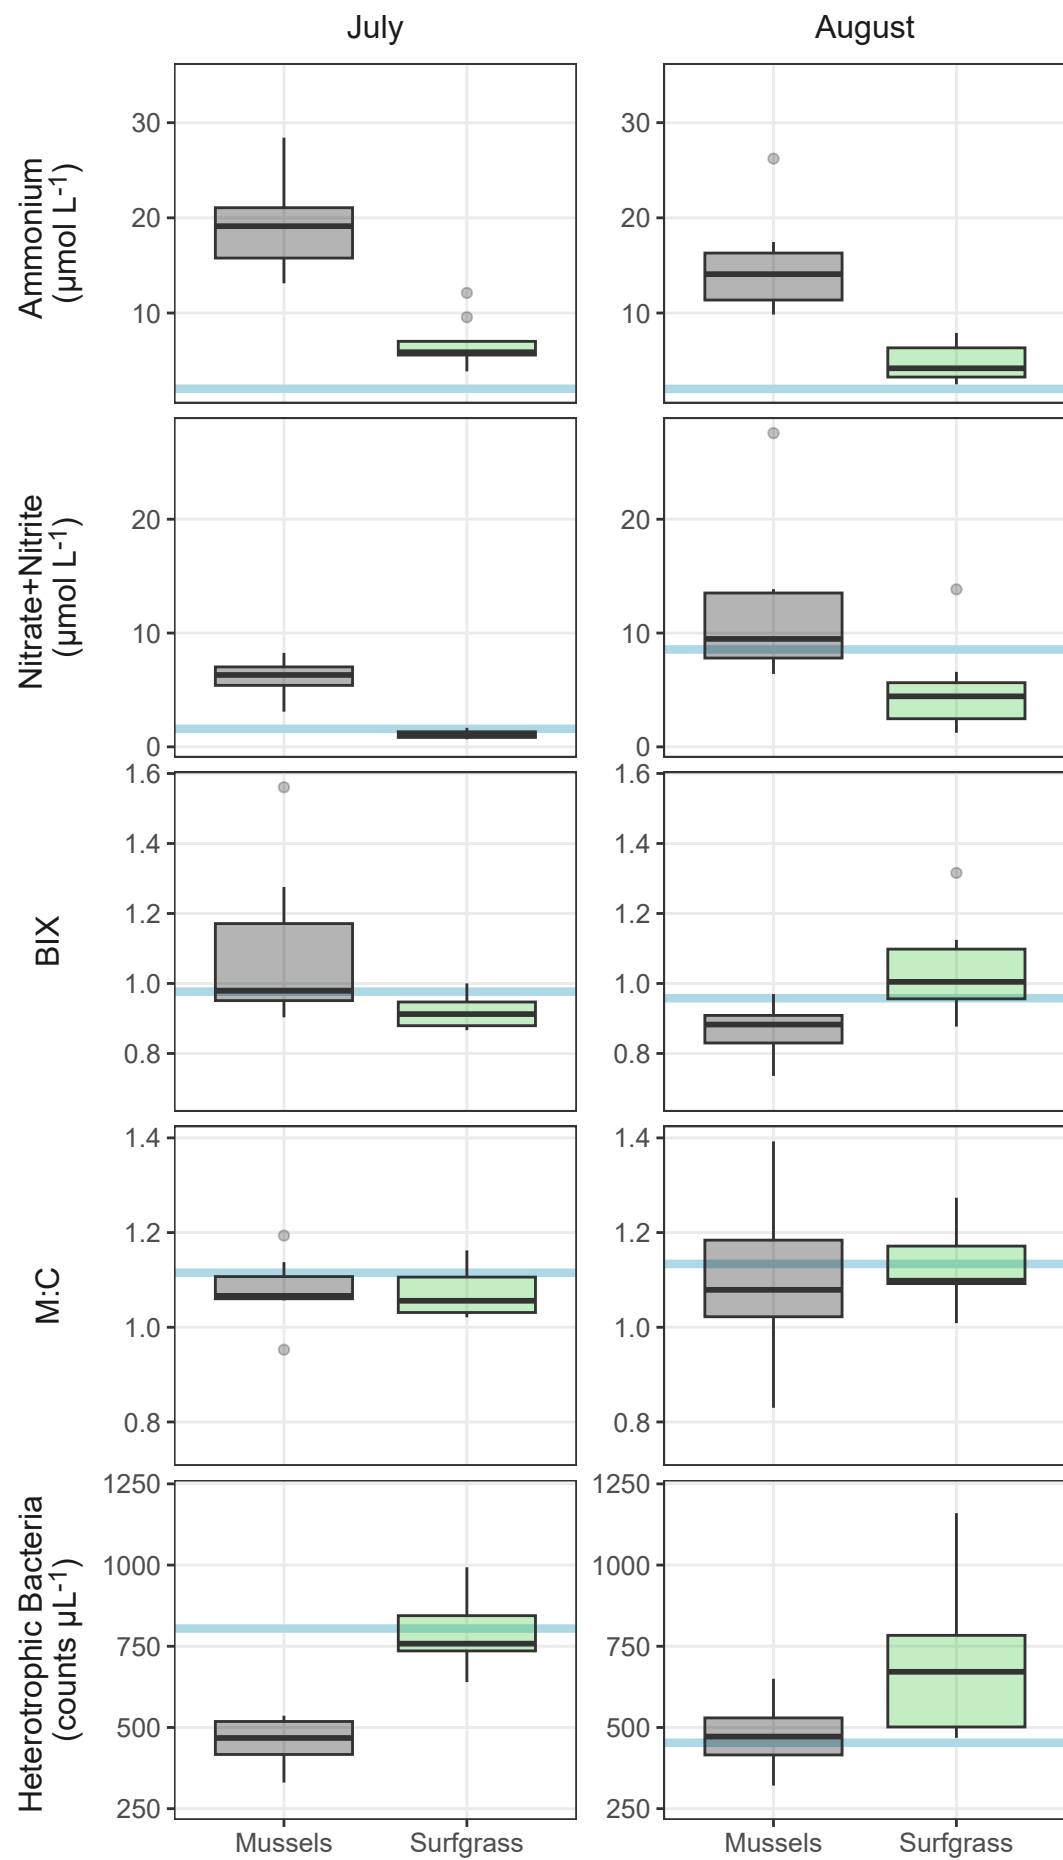 July
August
Ammonium
(μmol L⁻¹)
30
20
10
30
20
10
Nitrate+Nitrite
(μmol L⁻¹)
20
10
0
20
10
0
BIX
1.6
1.4
1.2
1.0
0.8
1.6
1.4
1.2
1.0
0.8
M:C
1.4
1.2
1.0
0.8
1.4
1.2
1.0
0.8
Heterotrophic Bacteria
(counts μL⁻¹)
1250
1000
750
500
250
1250
1000
750
500
250
Mussels
Surfgrass
Mussels
Surfgrass